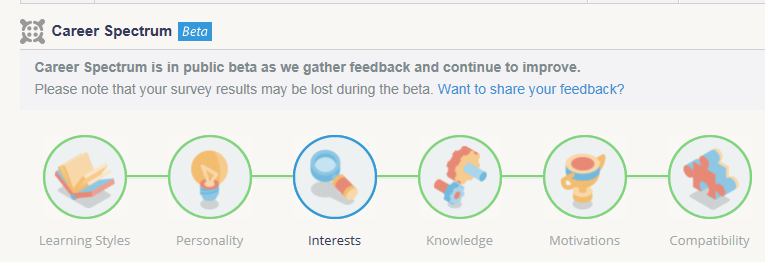 Career Spectrum Beta
Career Spectrum is in public beta as we gather feedback and continue to improve.
Please note that your survey results may be lost during the beta. Want to share your feedback?
Learning Styles Personality Interests Knowledge Motivations Compatibility